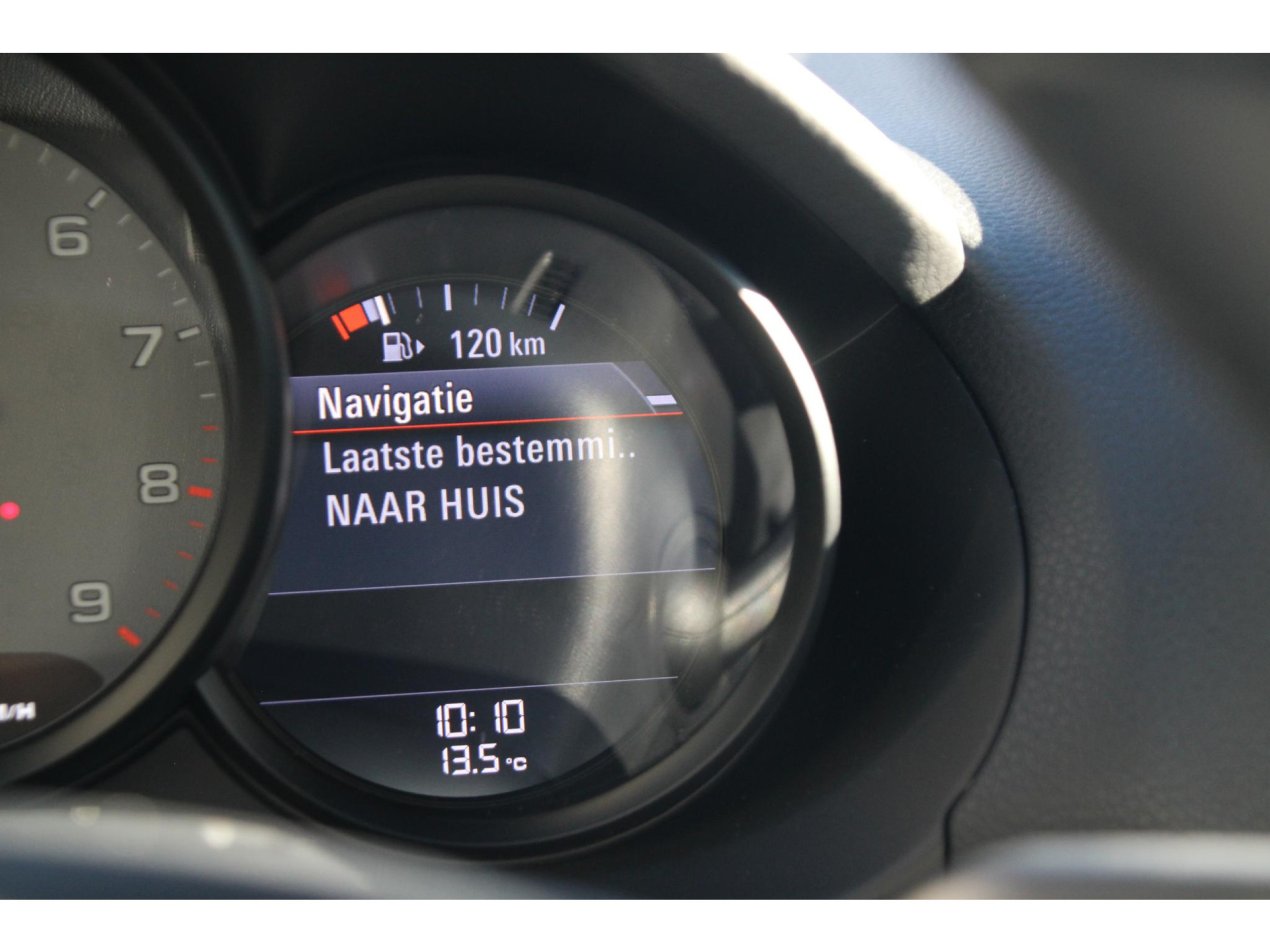 6
7
8
9
120 km
Navigatie
Laatste bestemmi..
NAAR HUIS
10:10
13.5 °C